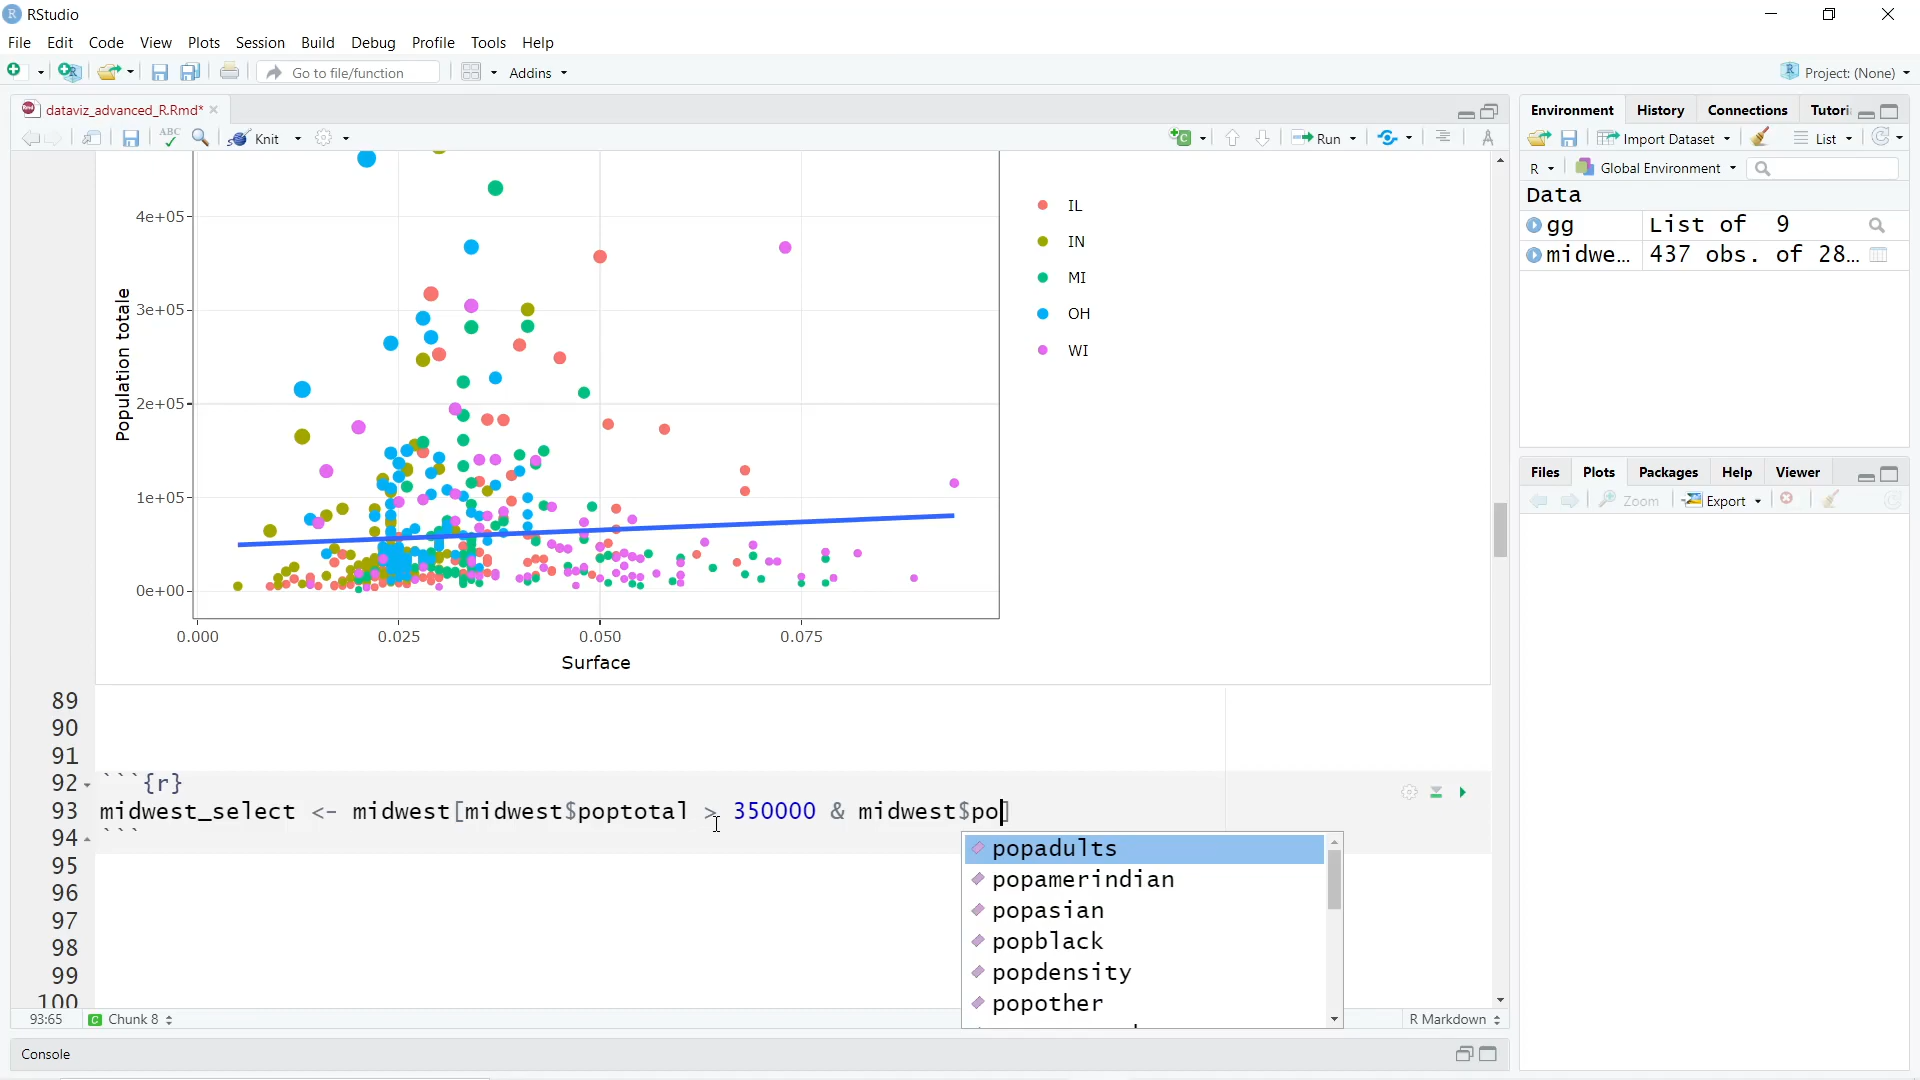 RStudio
File Edit Code View Plots Session Build Debug Profile Tools Help
Go to file/function Addins Project: (None)
dataviz_advanced_R.Rmd*
ABC Knit Run
4e+05
3e+05
2e+05
1e+05
0e+00
Population totale
0.000 0.025 0.050 0.075
Surface
IL
IN
MI
OH
WI
89
90
91
92 ```{r}
93 midwest_select <- midwest[midwest$poptotal > 350000 & midwest$po]
94 ```
95
96
97
98
99
100
popadults
popamerindian
popasian
popblack
popdensity
popother
93:65 C Chunk 8 R Markdown
Console
Environment History Connections Tutori
Import Dataset List
R Global Environment
Data
gg List of 9
midwe... 437 obs. of 28...
Files Plots Packages Help Viewer
Zoom Export